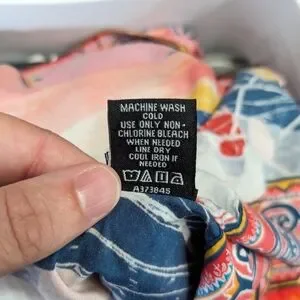 MACHINE WASH
COLD
USE ONLY NON-
CHLORINE BLEACH
WHEN NEEDED
LINE DRY
COOL IRON IF
NEEDED
A373845